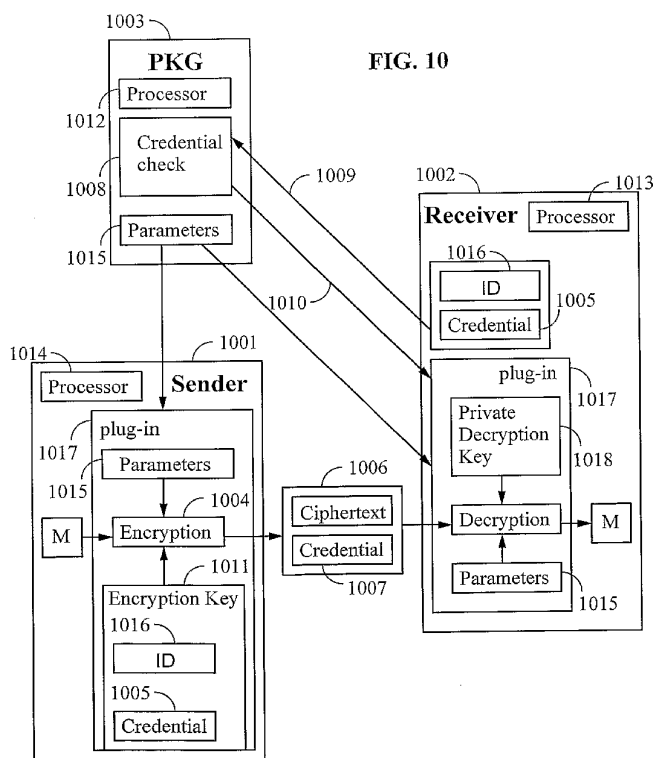 1003
PKG
FIG. 10
Processor
1012
Credential
check
1008
1009
1002
1013
Receiver
Processor
Parameters
1015
1016
ID
1005
Credential
1010
1014
1001
Processor
Sender
plug-in
1017
plug-in
1017
Parameters
1015
Private
Decryption
Key
1018
1006
1004
Ciphertext
M
Encryption
Decryption
M
Credential
1007
1011
Encryption Key
Parameters
1015
1016
ID
1005
Credential